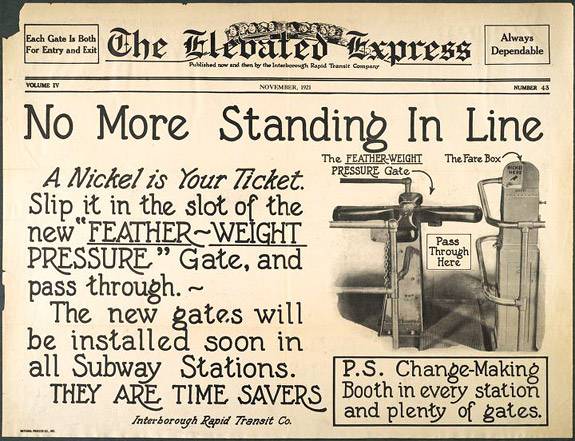 Each Gate Is Both
For Entry and Exit
The Elevated Express
Published now and then by the Interborough Rapid Transit Company
Always
Dependable
VOLUME IV
NOVEMBER, 1921
NUMBER 43
No More Standing In Line
A Nickel is Your Ticket.
Slip it in the slot of the
new "FEATHER~WEIGHT
PRESSURE" Gate, and
pass through. ~
The new gates will
be installed soon in
all Subway Stations.
THEY ARE TIME SAVERS
Interborough Rapid Transit Co.
The FEATHER-WEIGHT
PRESSURE Gate
The Fare Box
NICKEL
HERE
Pass
Through
Here
P.S. Change-Making
Booth in every station
and plenty of gates.